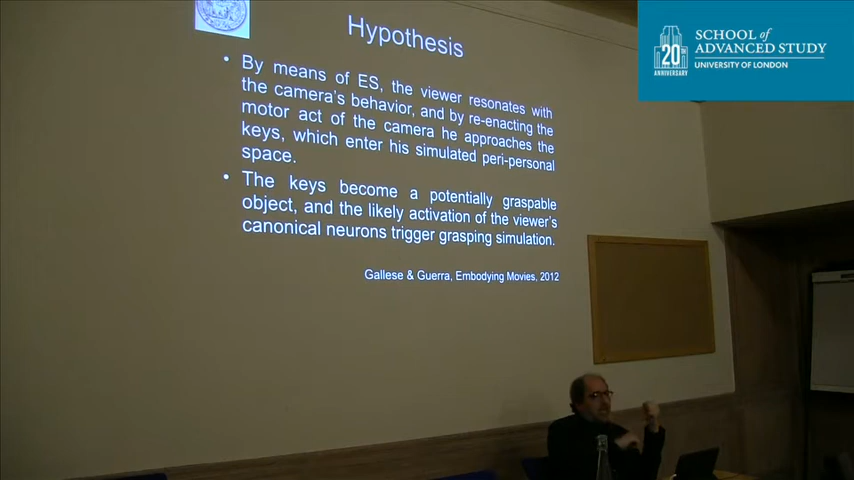 Hypothesis
• By means of ES, the viewer resonates with
the camera's behavior, and by re-enacting the
motor act of the camera he approaches the
keys, which enter his simulated peri-personal
space.
• The keys become a potentially graspable
object, and the likely activation of the viewer's
canonical neurons trigger grasping simulation.
Gallese & Guerra, Embodying Movies, 2012
20TH
ANNIVERSARY
SCHOOL of
ADVANCED STUDY
UNIVERSITY OF LONDON